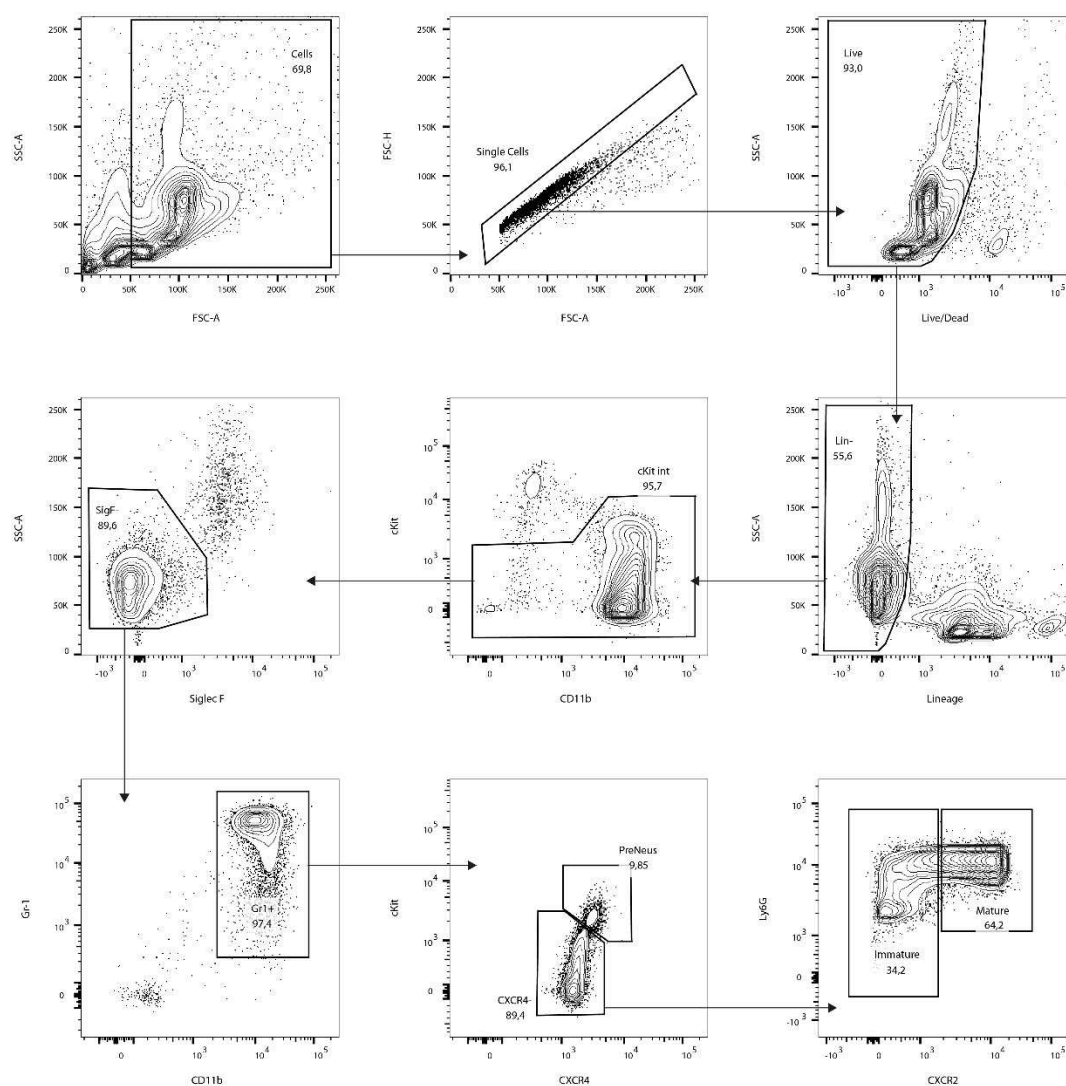 250K
200K
150K
100K
50K
0
SSC-A
Cells
69,8
0
50K
100K
150K
200K
250K
FSC-A
250K
200K
150K
100K
50K
0
FSC-H
Single Cells
96,1
0
50K
100K
150K
200K
250K
FSC-A
250K
200K
150K
100K
50K
0
SSC-A
Live
93,0
-10³
0
10³
10⁴
10⁵
Live/Dead
250K
200K
150K
100K
50K
0
SSC-A
SigF-
89,6
-10³
0
10³
10⁴
10⁵
Siglec F
10⁵
10⁴
10³
0
cKit
cKit int
95,7
0
10³
10⁴
10⁵
CD11b
250K
200K
150K
100K
50K
0
SSC-A
Lin-
55,6
-10³
0
10³
10⁴
10⁵
Lineage
10⁵
10⁴
10³
0
Gr-1
Gr1+
97,4
0
10³
10⁴
10⁵
CD11b
10⁵
10⁴
10³
0
cKit
PreNeus
9,85
CXCR4-
89,4
0
10³
10⁴
10⁵
CXCR4
10⁵
10⁴
10³
0
-10³
Ly6G
Mature
64,2
Immature
34,2
0
10³
10⁴
10⁵
CXCR2